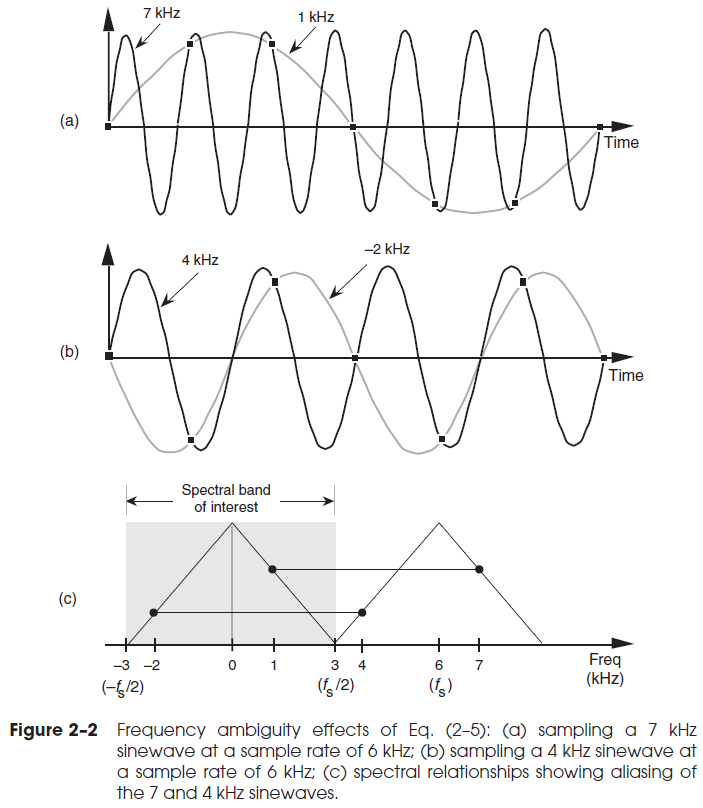 7 kHz
1 kHz
(a)
Time
4 kHz
–2 kHz
(b)
Time
Spectral band
of interest
(c)
–3 –2 0 1 3 4 6 7 Freq
(–fs/2) (fs/2) (fs) (kHz)
Figure 2–2 Frequency ambiguity effects of Eq. (2–5): (a) sampling a 7 kHz
sinewave at a sample rate of 6 kHz; (b) sampling a 4 kHz sinewave at
a sample rate of 6 kHz; (c) spectral relationships showing aliasing of
the 7 and 4 kHz sinewaves.